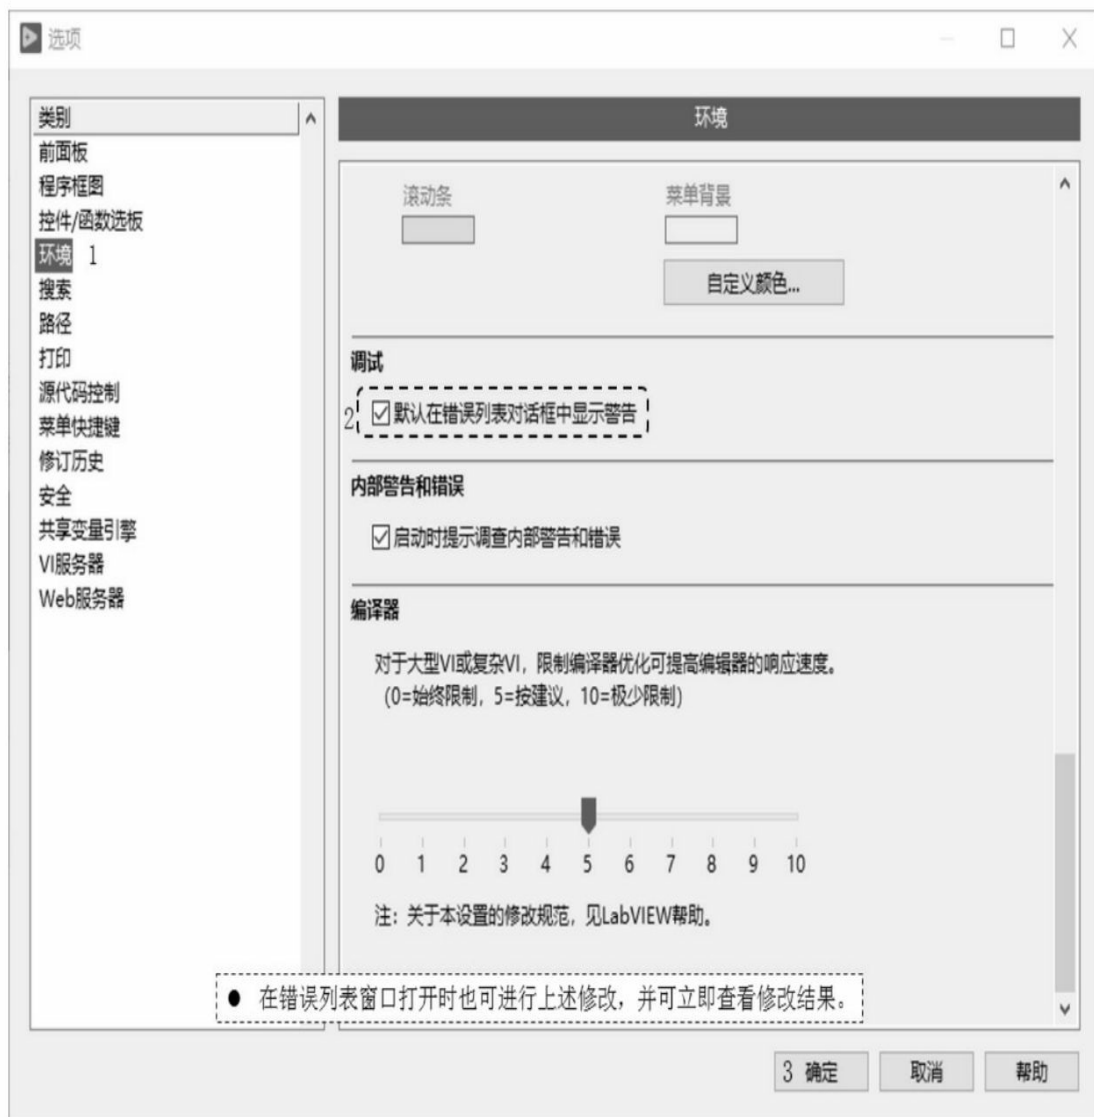 选项
类别
前面板
程序框图
控件/函数选板
环境 1
搜索
路径
打印
源代码控制
菜单快捷键
修订历史
安全
共享变量引擎
VI服务器
Web服务器
环境
滚动条 菜单背景
自定义颜色...
调试
2 默认在错误列表对话框中显示警告
内部警告和错误
启动时提示调查内部警告和错误
编译器
对于大型VI或复杂VI，限制编译器优化可提高编辑器的响应速度。
(0=始终限制，5=按建议，10=极少限制)
0 1 2 3 4 5 6 7 8 9 10
注：关于本设置的修改规范，见LabVIEW帮助。
● 在错误列表窗口打开时也可进行上述修改，并可立即查看修改结果。
3 确定 取消 帮助